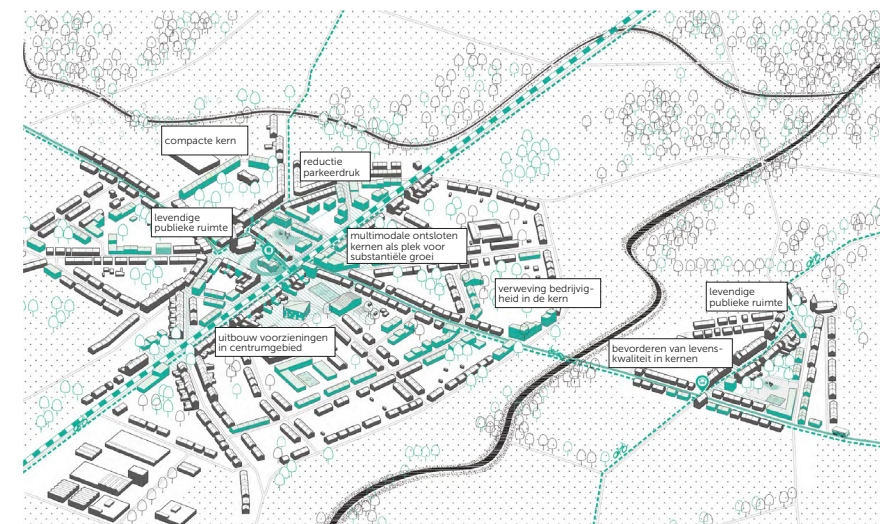 compacte kern
reductie
parkeerdruk
levendige
publieke ruimte
multimodale ontsloten
kernen als plek voor
substantiële groei
verweving bedrijvig-
heid in de kern
levendige
publieke ruimte
uitbouw voorzieningen
in centrumgebied
bevorderen van levens-
kwaliteit in kernen